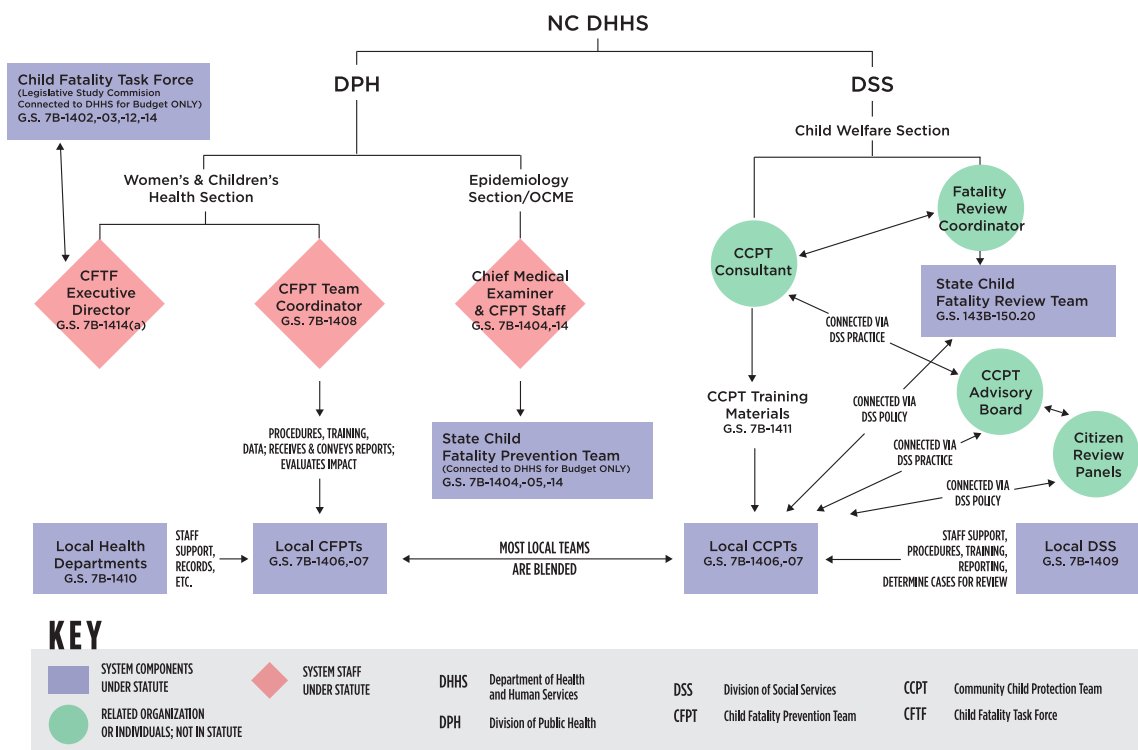 NC DHHS
Child Fatality Task Force
(Legislative Study Commision
Connected to DHHS for Budget ONLY)
G.S. 7B-1402,-03,-12,-14
DPH
DSS
Child Welfare Section
Women's & Children's
Health Section
Epidemiology
Section/OCME
CFTF
Executive
Director
G.S. 7B-1414(a)
CFPT Team
Coordinator
G.S. 7B-1408
Chief Medical
Examiner
& CFPT Staff
G.S. 7B-1404,-14
CCPT
Consultant
Fatality
Review
Coordinator
State Child
Fatality Review Team
G.S. 143B-150.20
CONNECTED VIA
DSS PRACTICE
CCPT Training
Materials
G.S. 7B-1411
CONNECTED VIA
DSS POLICY
CCPT
Advisory
Board
PROCEDURES, TRAINING,
DATA; RECEIVES & CONVEYS REPORTS;
EVALUATES IMPACT
State Child
Fatality Prevention Team
(Connected to DHHS for Budget ONLY)
G.S. 7B-1404,-05,-14
CONNECTED VIA
DSS PRACTICE
Citizen
Review
Panels
CONNECTED VIA
DSS POLICY
Local Health
Departments
G.S. 7B-1410
STAFF
SUPPORT,
RECORDS,
ETC.
Local CFPTs
G.S. 7B-1406,-07
MOST LOCAL TEAMS
ARE BLENDED
Local CCPTs
G.S. 7B-1406,-07
STAFF SUPPORT,
PROCEDURES, TRAINING,
REPORTING,
DETERMINE CASES FOR REVIEW
Local DSS
G.S. 7B-1409
KEY
SYSTEM COMPONENTS
UNDER STATUTE
SYSTEM STAFF
UNDER STATUTE
RELATED ORGANIZATION
OR INDIVIDUALS; NOT IN STATUTE
DHHS Department of Health
and Human Services
DPH Division of Public Health
DSS Division of Social Services
CFPT Child Fatality Prevention Team
CCPT Community Child Protection Team
CFTF Child Fatality Task Force